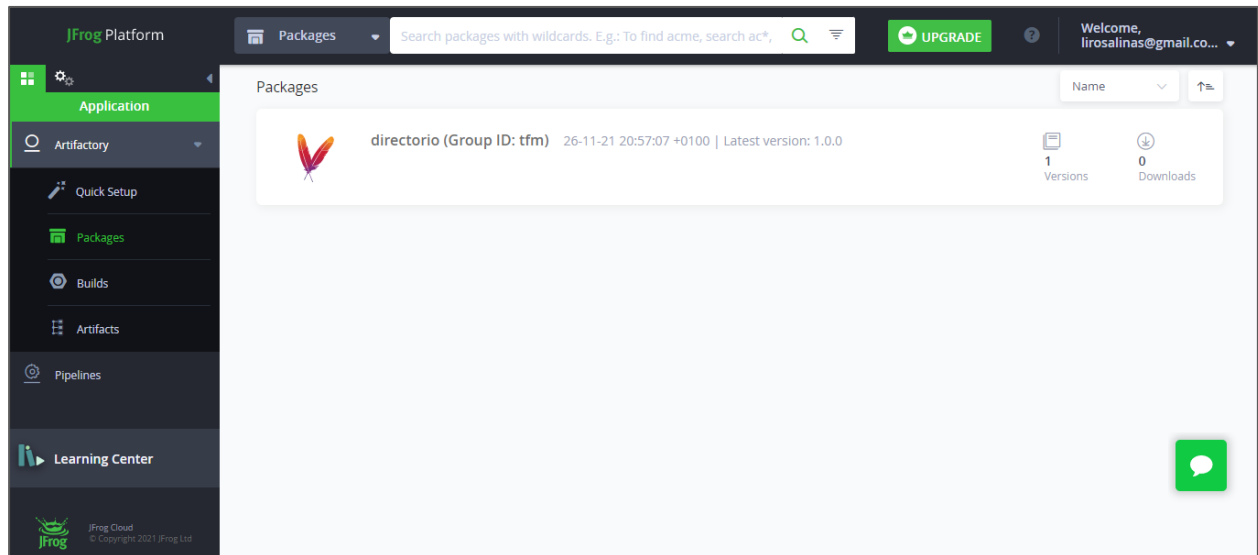 JFrog Platform
Packages
Search packages with wildcards. E.g.: To find acme, search ac*,
UPGRADE
?
Welcome,
lirosalinas@gmail.co...
Application
Artifactory
Quick Setup
Packages
Builds
Artifacts
Pipelines
Learning Center
JFrog
JFrog Cloud
© Copyright 2021 JFrog Ltd
Packages
Name
directorio (Group ID: tfm) 26-11-21 20:57:07 +0100 | Latest version: 1.0.0
1
Versions
0
Downloads